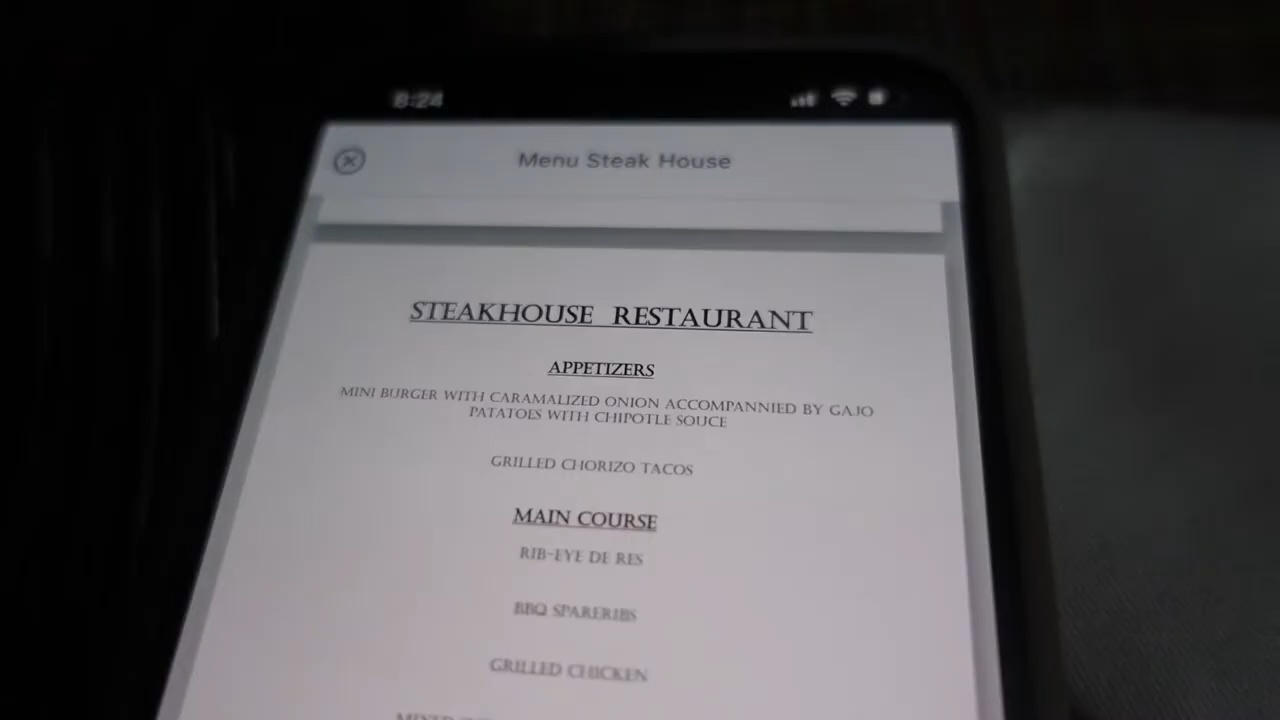 8:24
Menu Steak House
STEAKHOUSE RESTAURANT
APPETIZERS
MINI BURGER WITH CARAMALIZED ONION ACCOMPANNIED BY GAJO
PATATOES WITH CHIPOTLE SOUCE
GRILLED CHORIZO TACOS
MAIN COURSE
RIB-EYE DE RES
BBQ SPARERIBS
GRILLED CHICKEN